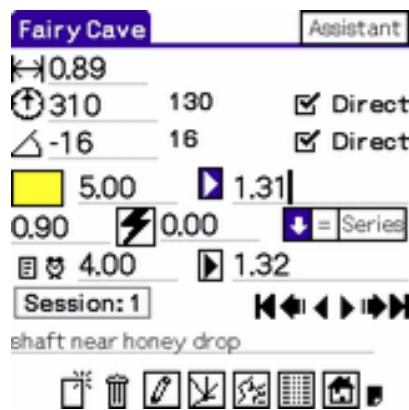 Fairy Cave Assistant
0.89
310 130 Direct
-16 16 Direct
5.00 1.31
0.90 0.00 = Series
4.00 1.32
Session: 1
shaft near honey drop